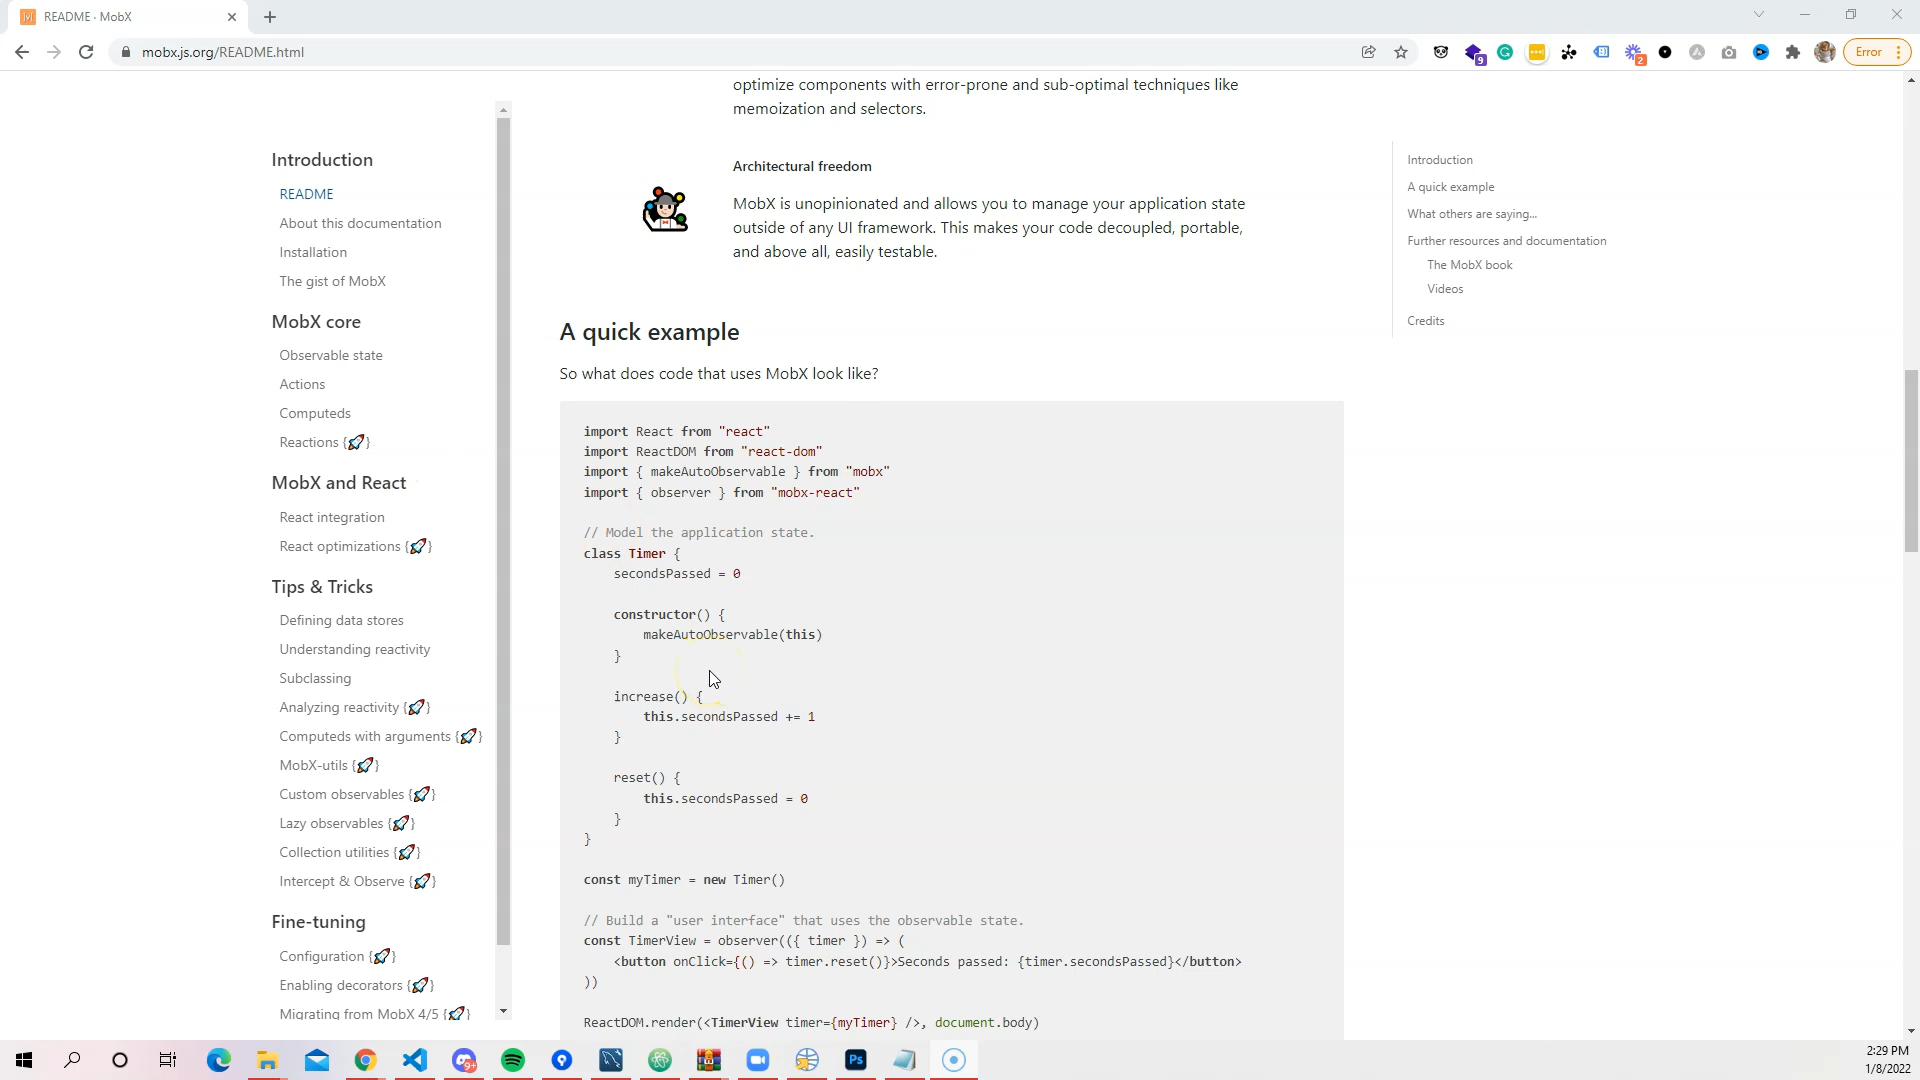 README · MobX
mobx.js.org/README.html
9
2
Error
optimize components with error-prone and sub-optimal techniques like
memoization and selectors.
Architectural freedom
MobX is unopinionated and allows you to manage your application state
outside of any UI framework. This makes your code decoupled, portable,
and above all, easily testable.
Introduction
README
About this documentation
Installation
The gist of MobX
MobX core
Observable state
Actions
Computeds
Reactions {🚀}
MobX and React
React integration
React optimizations {🚀}
Tips & Tricks
Defining data stores
Understanding reactivity
Subclassing
Analyzing reactivity {🚀}
Computeds with arguments {🚀}
MobX-utils {🚀}
Custom observables {🚀}
Lazy observables {🚀}
Collection utilities {🚀}
Intercept & Observe {🚀}
Fine-tuning
Configuration {🚀}
Enabling decorators {🚀}
Migrating from MobX 4/5 {🚀}
A quick example
So what does code that uses MobX look like?
import React from "react"
import ReactDOM from "react-dom"
import { makeAutoObservable } from "mobx"
import { observer } from "mobx-react"
// Model the application state.
class Timer {
secondsPassed = 0
constructor() {
makeAutoObservable(this)
}
increase() {
this.secondsPassed += 1
}
reset() {
this.secondsPassed = 0
}
}
const myTimer = new Timer()
// Build a "user interface" that uses the observable state.
const TimerView = observer(({ timer }) => (
<button onClick={() => timer.reset()}>Seconds passed: {timer.secondsPassed}</button>
))
ReactDOM.render(<TimerView timer={myTimer} />, document.body)
Introduction
A quick example
What others are saying...
Further resources and documentation
The MobX book
Videos
Credits
9+
Ps
2:29 PM
1/8/2022